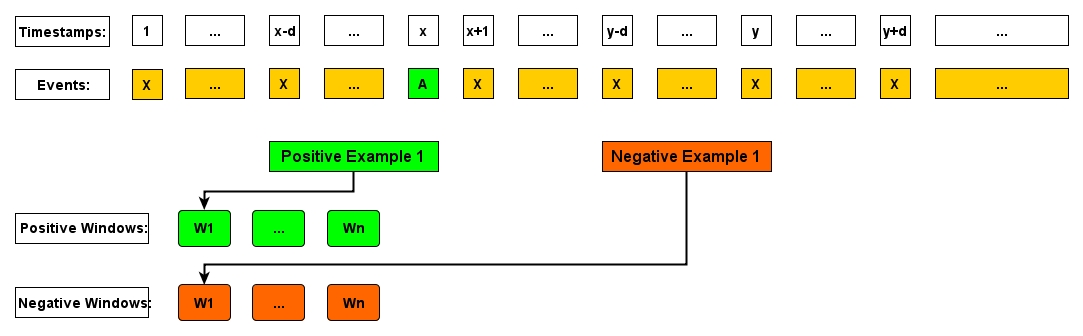 Timestamps: 1 ... x-d ... x x+1 ... y-d ... y ... y+d ...
Events: X ... X ... A X ... X ... X ... X ...
Positive Example 1 Negative Example 1
Positive Windows: W1 ... Wn
Negative Windows: W1 ... Wn